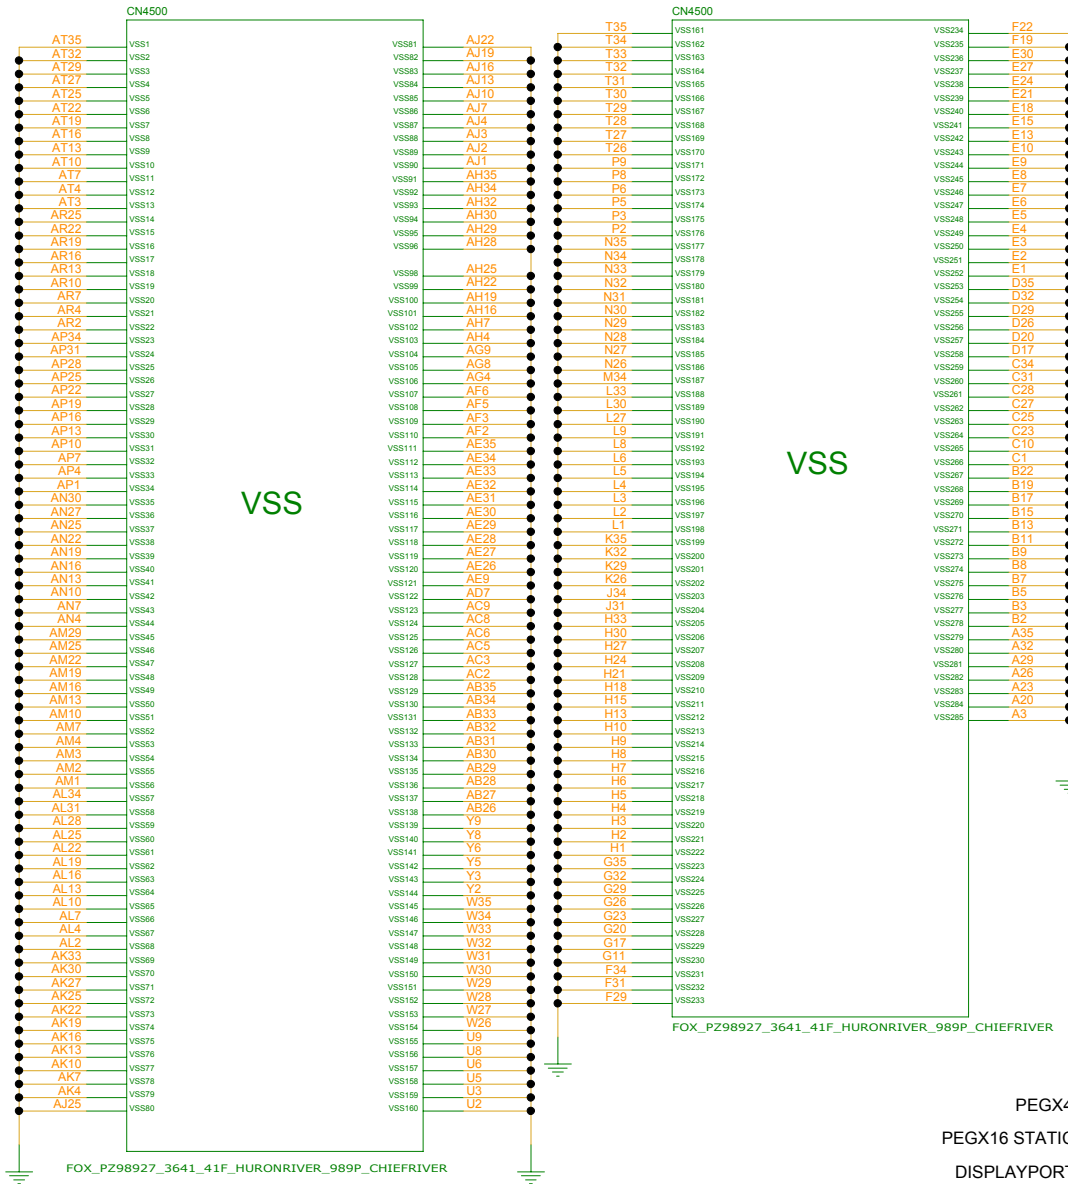 CN4500
AT35 VSS1 VSS81 AJ22
AT32 VSS2 VSS82 AJ19
AT29 VSS3 VSS83 AJ16
AT27 VSS4 VSS84 AJ13
AT25 VSS5 VSS85 AJ10
AT22 VSS6 VSS86 AJ7
AT19 VSS7 VSS87 AJ4
AT16 VSS8 VSS88 AJ3
AT13 VSS9 VSS89 AJ2
AT10 VSS10 VSS90 AJ1
AT7 VSS11 VSS91 AH35
AT4 VSS12 VSS92 AH34
AT3 VSS13 VSS93 AH32
AR25 VSS14 VSS94 AH30
AR22 VSS15 VSS95 AH29
AR19 VSS16 VSS96 AH28
AR16 VSS17
AR13 VSS18 VSS98 AH25
AR10 VSS19 VSS99 AH22
AR7 VSS20 VSS100 AH19
AR4 VSS21 VSS101 AH16
AR2 VSS22 VSS102 AH7
AP34 VSS23 VSS103 AH4
AP31 VSS24 VSS104 AG9
AP28 VSS25 VSS105 AG8
AP25 VSS26 VSS106 AG4
AP22 VSS27 VSS107 AF6
AP19 VSS28 VSS108 AF5
AP16 VSS29 VSS109 AF3
AP13 VSS30 VSS110 AF2
AP10 VSS31 VSS111 AE35
AP7 VSS32 VSS112 AE34
AP4 VSS33 VSS113 AE33
AP1 VSS34 VSS114 AE32
AN30 VSS35 VSS115 AE31
VSS
AN27 VSS36 VSS116 AE30
AN25 VSS37 VSS117 AE29
AN22 VSS38 VSS118 AE28
AN19 VSS39 VSS119 AE27
AN16 VSS40 VSS120 AE26
AN13 VSS41 VSS121 AE9
AN10 VSS42 VSS122 AD7
AN7 VSS43 VSS123 AC9
AN4 VSS44 VSS124 AC8
AM29 VSS45 VSS125 AC6
AM25 VSS46 VSS126 AC5
AM22 VSS47 VSS127 AC3
AM19 VSS48 VSS128 AC2
AM16 VSS49 VSS129 AB35
AM13 VSS50 VSS130 AB34
AM10 VSS51 VSS131 AB33
AM7 VSS52 VSS132 AB32
AM4 VSS53 VSS133 AB31
AM3 VSS54 VSS134 AB30
AM2 VSS55 VSS135 AB29
AM1 VSS56 VSS136 AB28
AL34 VSS57 VSS137 AB27
AL31 VSS58 VSS138 AB26
AL28 VSS59 VSS139 Y9
AL25 VSS60 VSS140 Y8
AL22 VSS61 VSS141 Y6
AL19 VSS62 VSS142 Y5
AL16 VSS63 VSS143 Y3
AL13 VSS64 VSS144 Y2
AL10 VSS65 VSS145 W35
AL7 VSS66 VSS146 W34
AL4 VSS67 VSS147 W33
AL2 VSS68 VSS148 W32
AK33 VSS69 VSS149 W31
AK30 VSS70 VSS150 W30
AK27 VSS71 VSS151 W29
AK25 VSS72 VSS152 W28
AK22 VSS73 VSS153 W27
AK19 VSS74 VSS154 W26
AK16 VSS75 VSS155 U9
AK13 VSS76 VSS156 U8
AK10 VSS77 VSS157 U6
AK7 VSS78 VSS158 U5
AK4 VSS79 VSS159 U3
AJ25 VSS80 VSS160 U2
FOX_PZ98927_3641_41F_HURONRIVER_989P_CHIEFRIVER
CN4500
T35 VSS161 VSS234 F22
T34 VSS162 VSS235 F19
T33 VSS163 VSS236 E30
T32 VSS164 VSS237 E27
T31 VSS165 VSS238 E24
T30 VSS166 VSS239 E21
T29 VSS167 VSS240 E18
T28 VSS168 VSS241 E15
T27 VSS169 VSS242 E13
T26 VSS170 VSS243 E10
P9 VSS171 VSS244 E9
P8 VSS172 VSS245 E8
P6 VSS173 VSS246 E7
P5 VSS174 VSS247 E6
P3 VSS175 VSS248 E5
P2 VSS176 VSS249 E4
N35 VSS177 VSS250 E3
N34 VSS178 VSS251 E2
N33 VSS179 VSS252 E1
N32 VSS180 VSS253 D35
N31 VSS181 VSS254 D32
N30 VSS182 VSS255 D29
N29 VSS183 VSS256 D26
N28 VSS184 VSS257 D20
N27 VSS185 VSS258 D17
N26 VSS186 VSS259 C34
M34 VSS187 VSS260 C31
L33 VSS188 VSS261 C28
L30 VSS189 VSS262 C27
L27 VSS190 VSS263 C25
L9 VSS191 VSS264 C23
L8 VSS192 VSS265 C10
L6 VSS193 VSS266 C1
VSS
L5 VSS194 VSS267 B22
L4 VSS195 VSS268 B19
L3 VSS196 VSS269 B17
L2 VSS197 VSS270 B15
L1 VSS198 VSS271 B13
K35 VSS199 VSS272 B11
K32 VSS200 VSS273 B9
K29 VSS201 VSS274 B8
K26 VSS202 VSS275 B7
J34 VSS203 VSS276 B5
J31 VSS204 VSS277 B3
H33 VSS205 VSS278 B2
H30 VSS206 VSS279 A35
H27 VSS207 VSS280 A32
H24 VSS208 VSS281 A29
H21 VSS209 VSS282 A26
H18 VSS210 VSS283 A23
H15 VSS211 VSS284 A20
H13 VSS212 VSS285 A3
H10 VSS213
H9 VSS214
H8 VSS215
H7 VSS216
H6 VSS217
H5 VSS218
H4 VSS219
H3 VSS220
H2 VSS221
H1 VSS222
G35 VSS223
G32 VSS224
G29 VSS225
G26 VSS226
G23 VSS227
G20 VSS228
G17 VSS229
G11 VSS230
F34 VSS231
F31 VSS232
F29 VSS233
FOX_PZ98927_3641_41F_HURONRIVER_989P_CHIEFRIVER
PEGX4
PEGX16 STATIC
DISPLAYPORT